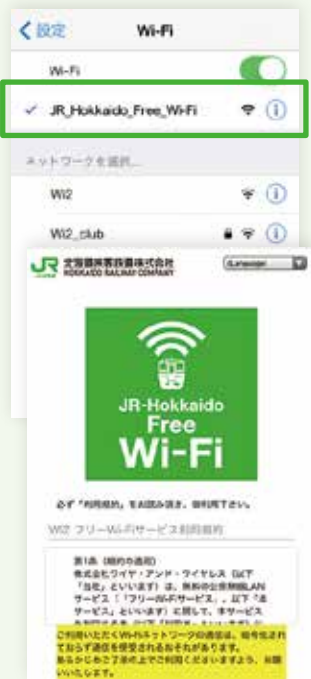 設定
Wi-Fi
Wi-Fi
JR_Hokkaido_Free_Wi-Fi
ネットワークを選択...
Wi2
Wi2_club
JR 北海道旅客鉄道株式会社
HOKKAIDO RAILWAY COMPANY
JR-Hokkaido
Free
Wi-Fi
必ず「利用規約」をお読み頂き、御利用下さい。
Wi2 フリーWi-Fiサービス利用規約
第1条（規約の適用）
株式会社ワイヤ・アンド・ワイヤレス（以下
「当社」といいます）は、無料の公衆無線LAN
サービス（「フリーWi-Fiサービス」、以下「本
サービス」といいます）に関して、本サービス
ご利用いただくWi-Fiネットワークの通信は、暗号化され
ておらず通信を傍受されるおそれがあります。
あらかじめご了承の上でご利用くださいますよう、お願
いいたします。